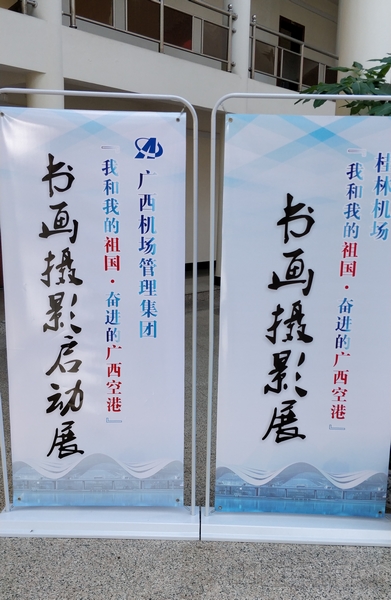 广西机场管理集团
『我和我的祖国·奋进的广西空港』
书画摄影启动展
桂林机场
『我和我的祖国·奋进的广西空港』
书画摄影展